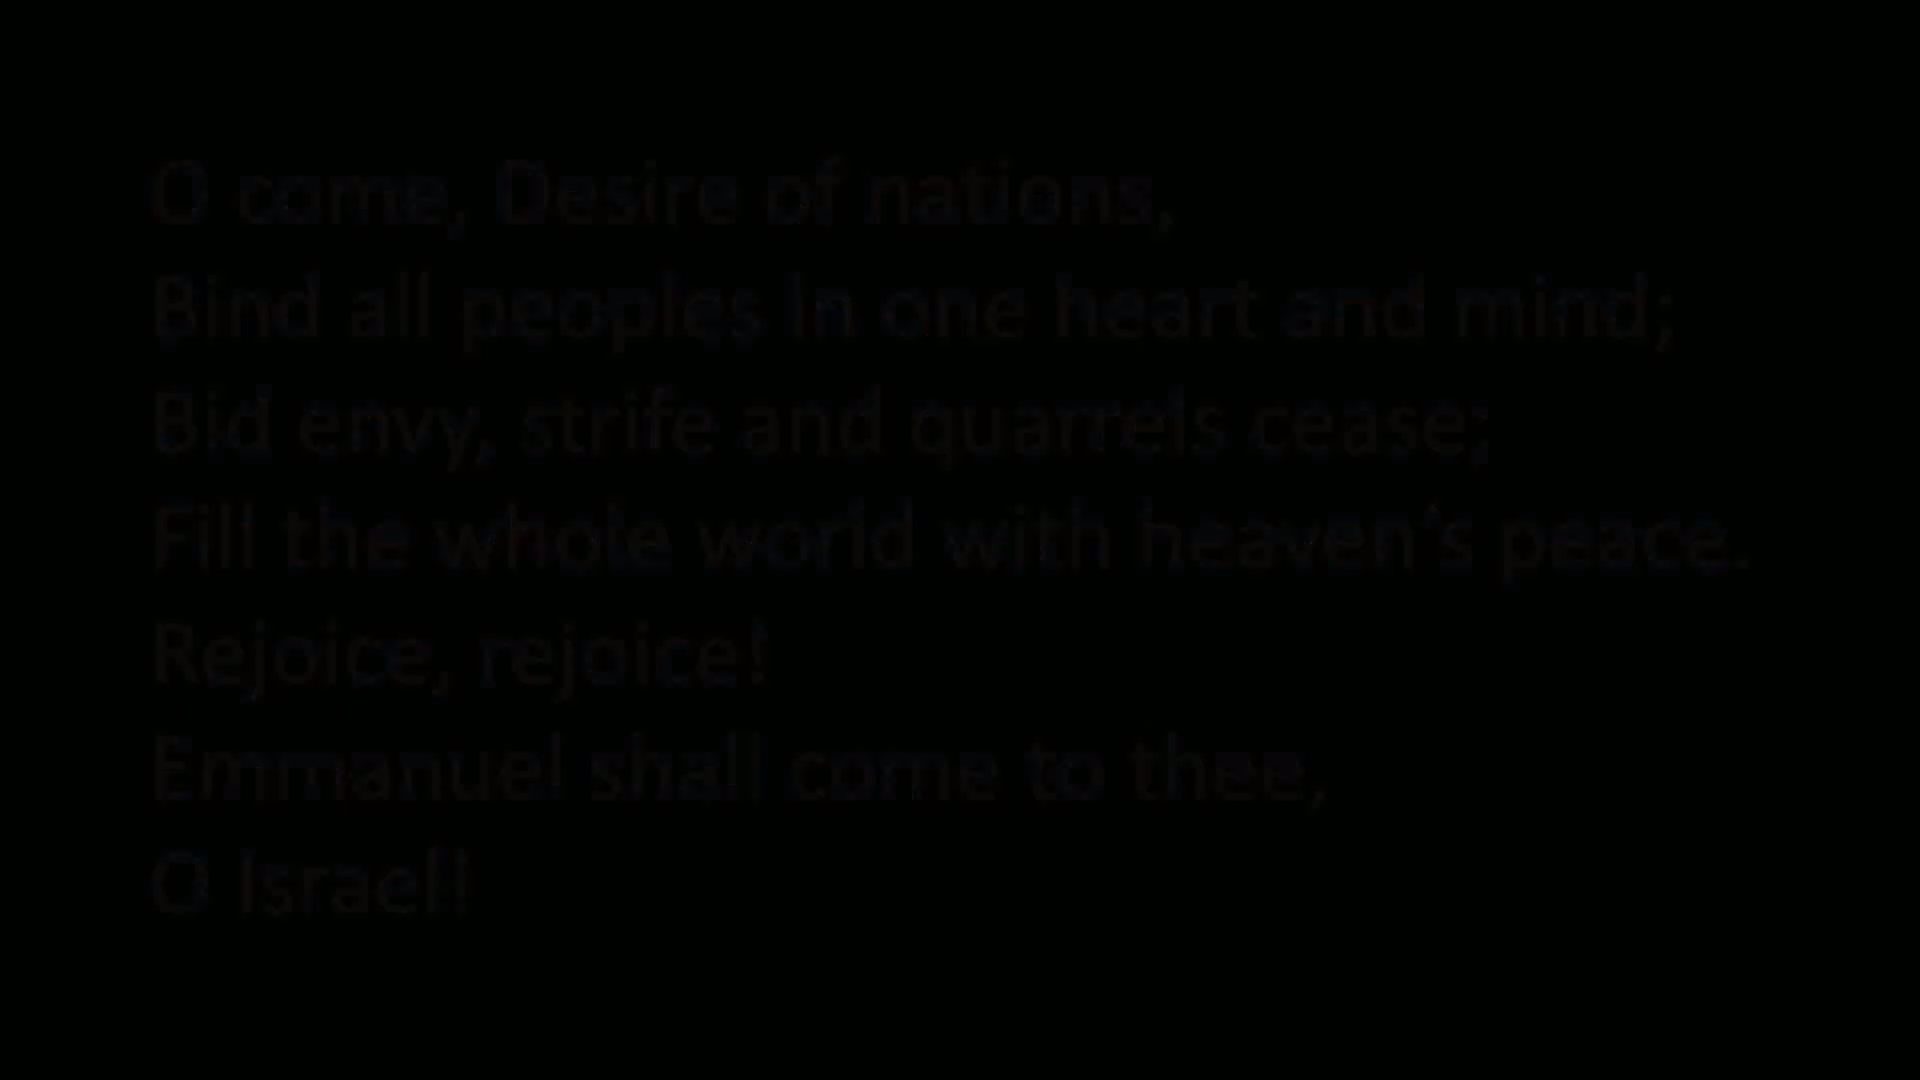 O come, Desire of nations,
Bind all peoples in one heart and mind;
Bid envy, strife and quarrels cease;
Fill the whole world with heaven's peace.
Rejoice, rejoice!
Emmanuel shall come to thee,
O Israel!